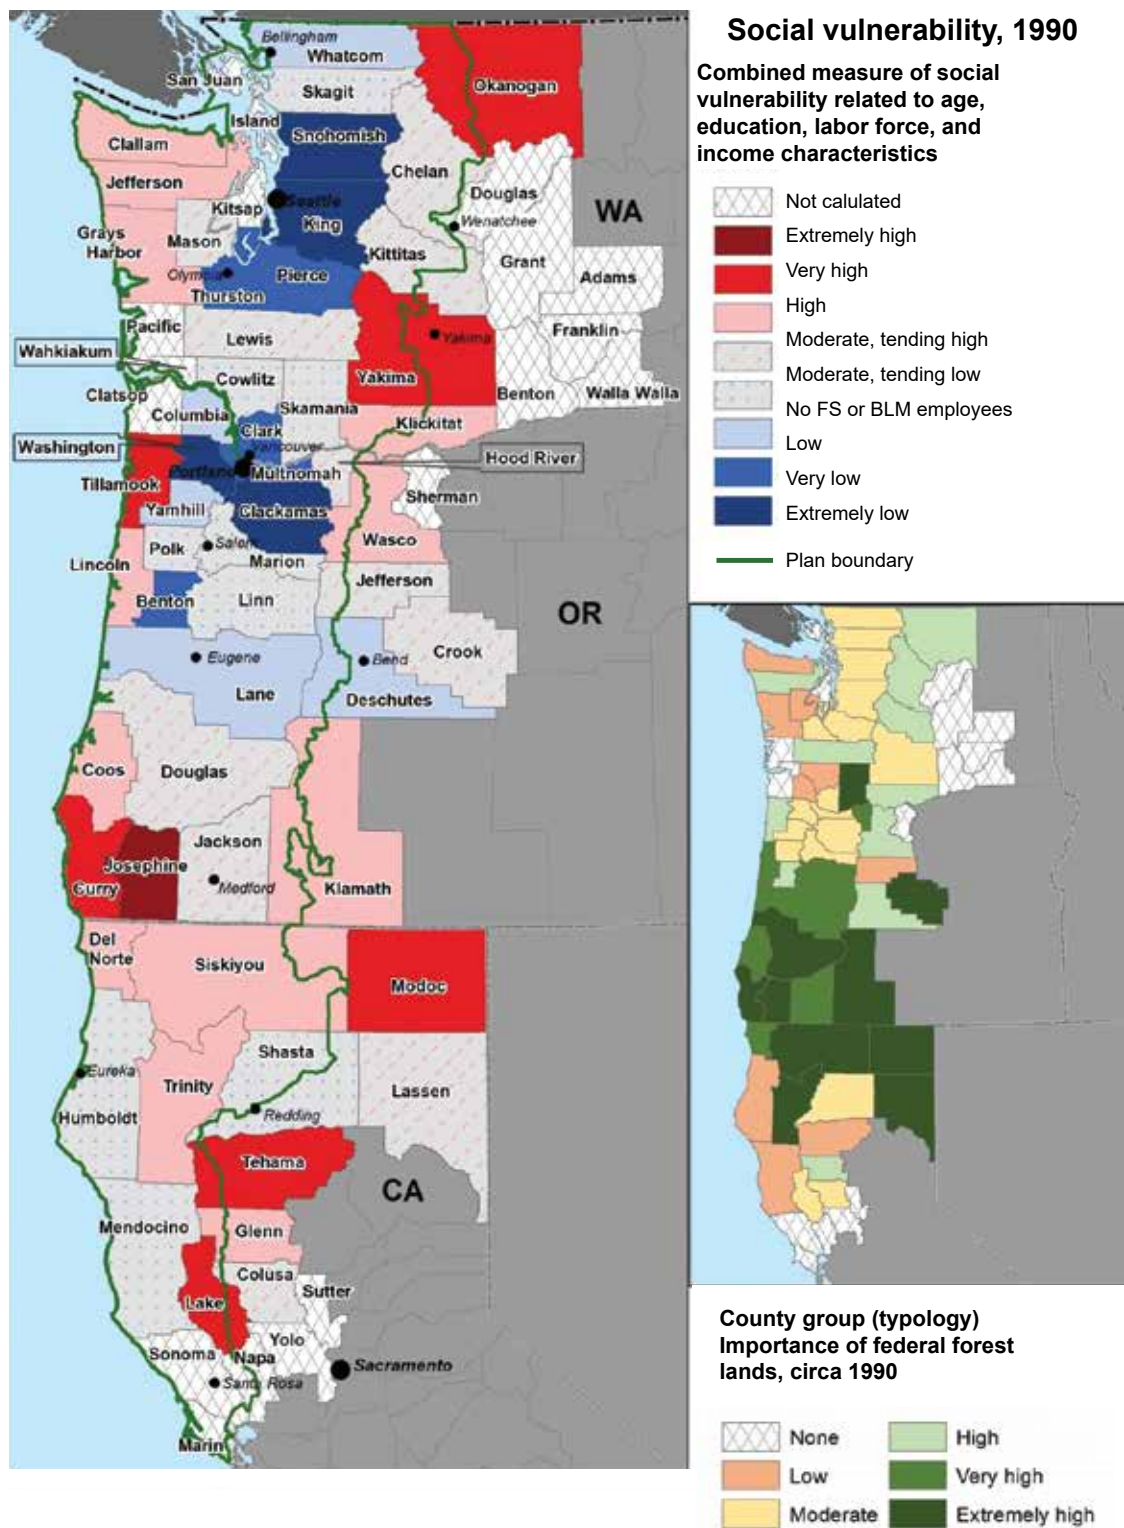 Social vulnerability, 1990
Combined measure of social
vulnerability related to age,
education, labor force, and
income characteristics
Not calulated
Extremely high
Very high
High
Moderate, tending high
Moderate, tending low
No FS or BLM employees
Low
Very low
Extremely low
Plan boundary
Bellingham
Whatcom
San Juan
Okanogan
Skagit
Island
Snohomish
Clallam
Chelan
Jefferson
Douglas
Seattle
Kitsap
WA
Wenatchee
King
Grays
Harbor
Mason
Kittitas
Grant
Adams
Olympia
Pierce
Thurston
Pacific
Franklin
Lewis
Yakima
Wahkiakum
Cowlitz
Yakima
Clatsop
Benton
Walla Walla
Columbia
Skamania
Klickitat
Clark
Washington
Vancouver
Hood River
Portland
Multnomah
Tillamook
Sherman
Yamhill
Clackamas
Polk
Salem
Wasco
Marion
Lincoln
Jefferson
Benton
Linn
OR
Eugene
Bend
Crook
Lane
Deschutes
Coos
Douglas
Jackson
Josephine
Curry
Medford
Klamath
Del
Norte
Siskiyou
Modoc
Shasta
Eureka
Trinity
Lassen
Humboldt
Redding
Tehama
CA
Mendocino
Glenn
Colusa
Sutter
Lake
Yolo
Sonoma
Napa
Sacramento
Santa Rosa
Marin
County group (typology)
Importance of federal forest
lands, circa 1990
None
High
Low
Very high
Moderate
Extremely high